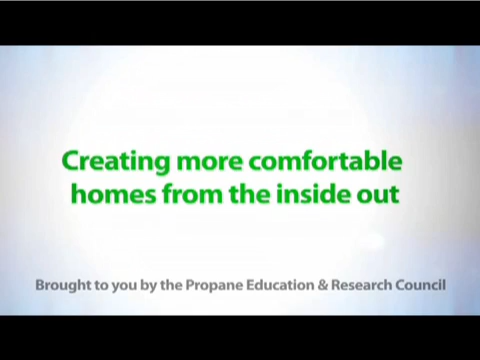 Creating more comfortable
homes from the inside out
Brought to you by the Propane Education & Research Council